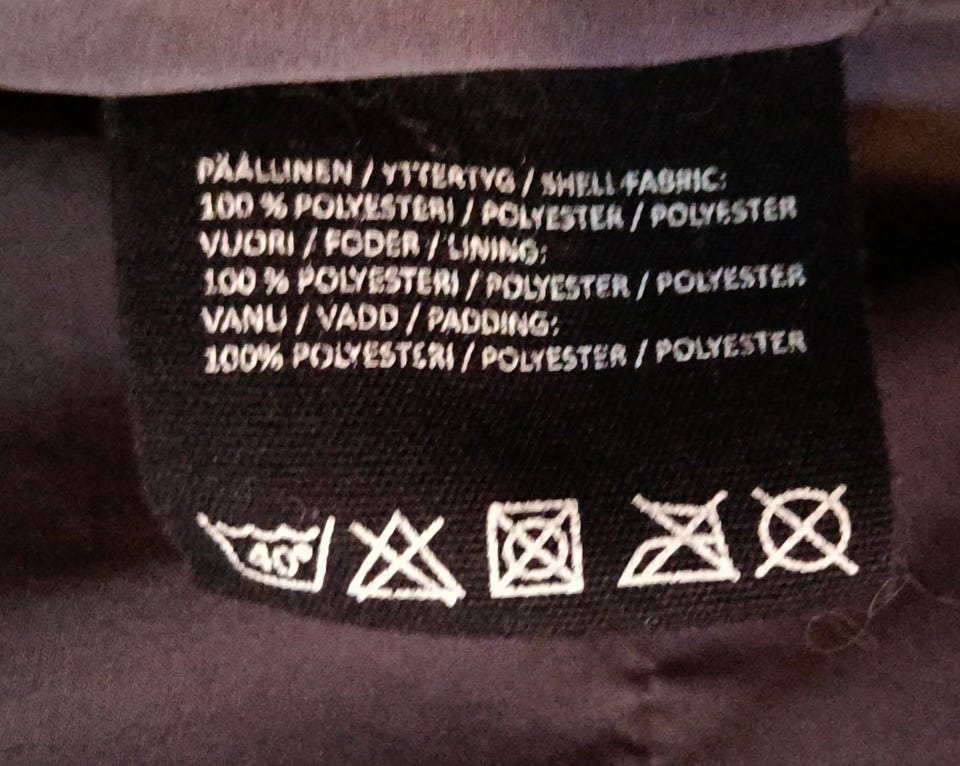 PÄÄLLINEN / YTTERTYG / SHELL FABRIC:
100 % POLYESTERI / POLYESTER / POLYESTER
VUORI / FODER / LINING:
100 % POLYESTERI / POLYESTER / POLYESTER
VANU / VADD / PADDING:
100% POLYESTERI / POLYESTER / POLYESTER
40°